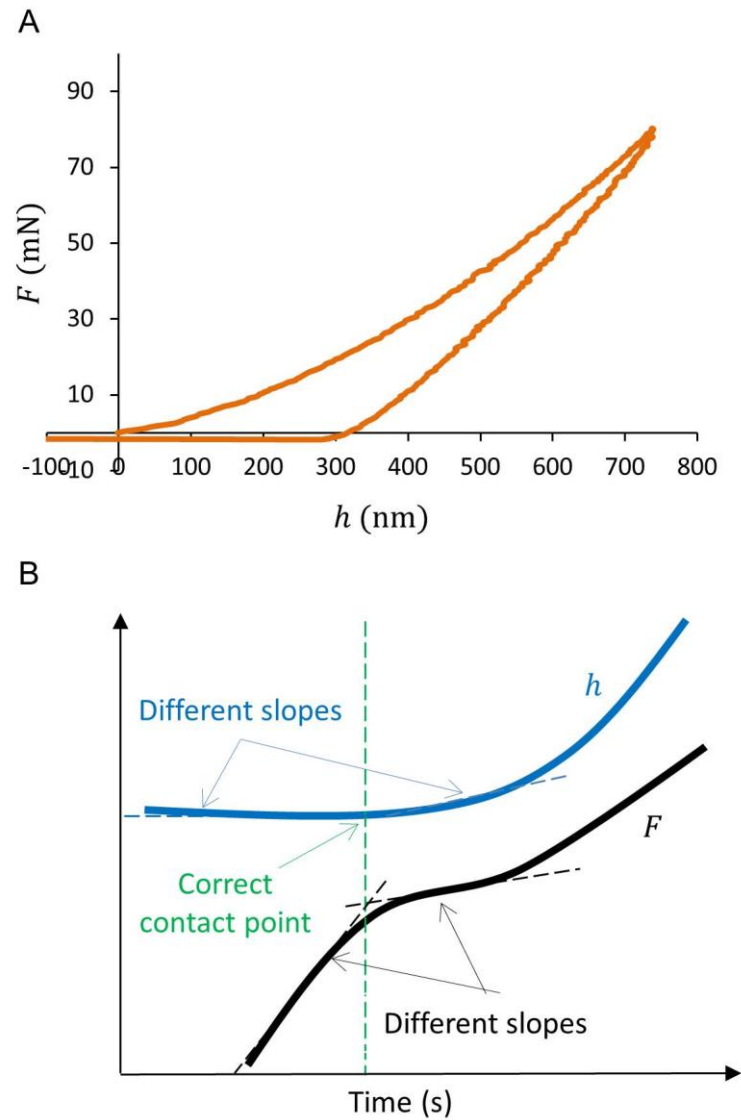 A
90
70
50
30
10
-10
F (mN)
-100 0 100 200 300 400 500 600 700 800
h (nm)
B
h
Different slopes
F
Correct
contact point
Different slopes
Time (s)